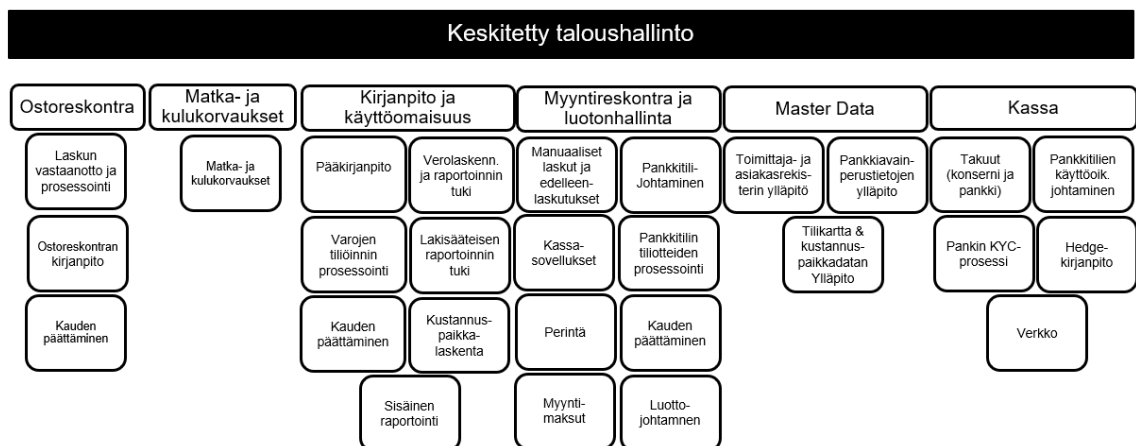 Keskitetty taloushallinto
Ostoreskontra
Laskun
vastaanotto ja
prosessointi
Ostoreskontran
kirjanpito
Kauden
päättäminen
Matka- ja
kulukorvaukset
Matka- ja
kulukorvaukset
Kirjanpito ja
käyttöomaisuus
Pääkirjanpito
Verolaskenn.
ja raportoinnin
tuki
Varojen
tiliöinnin
prosessointi
Lakisääteisen
raportoinnin
tuki
Kauden
päättäminen
Kustannus-
paikka-
laskenta
Sisäinen
raportointi
Myyntireskontra ja
luotonhallinta
Manuaaliset
laskut ja
edelleen-
laskutukset
Pankkitili-
Johtaminen
Kassa-
sovellukset
Pankkitilin
tiliotteiden
prosessointi
Perintä
Kauden
päättäminen
Myynti-
maksut
Luotto-
johtamnen
Master Data
Toimittaja- ja
asiakasrekis-
terin ylläpitö
Pankkiavain-
perustietojen
ylläpito
Tilikartta &
kustannus-
paikkadatan
Ylläpito
Kassa
Takuut
(konserni ja
pankki)
Pankkitilien
käyttöoik.
johtaminen
Pankin KYC-
prosessi
Hedge-
kirjanpito
Verkko